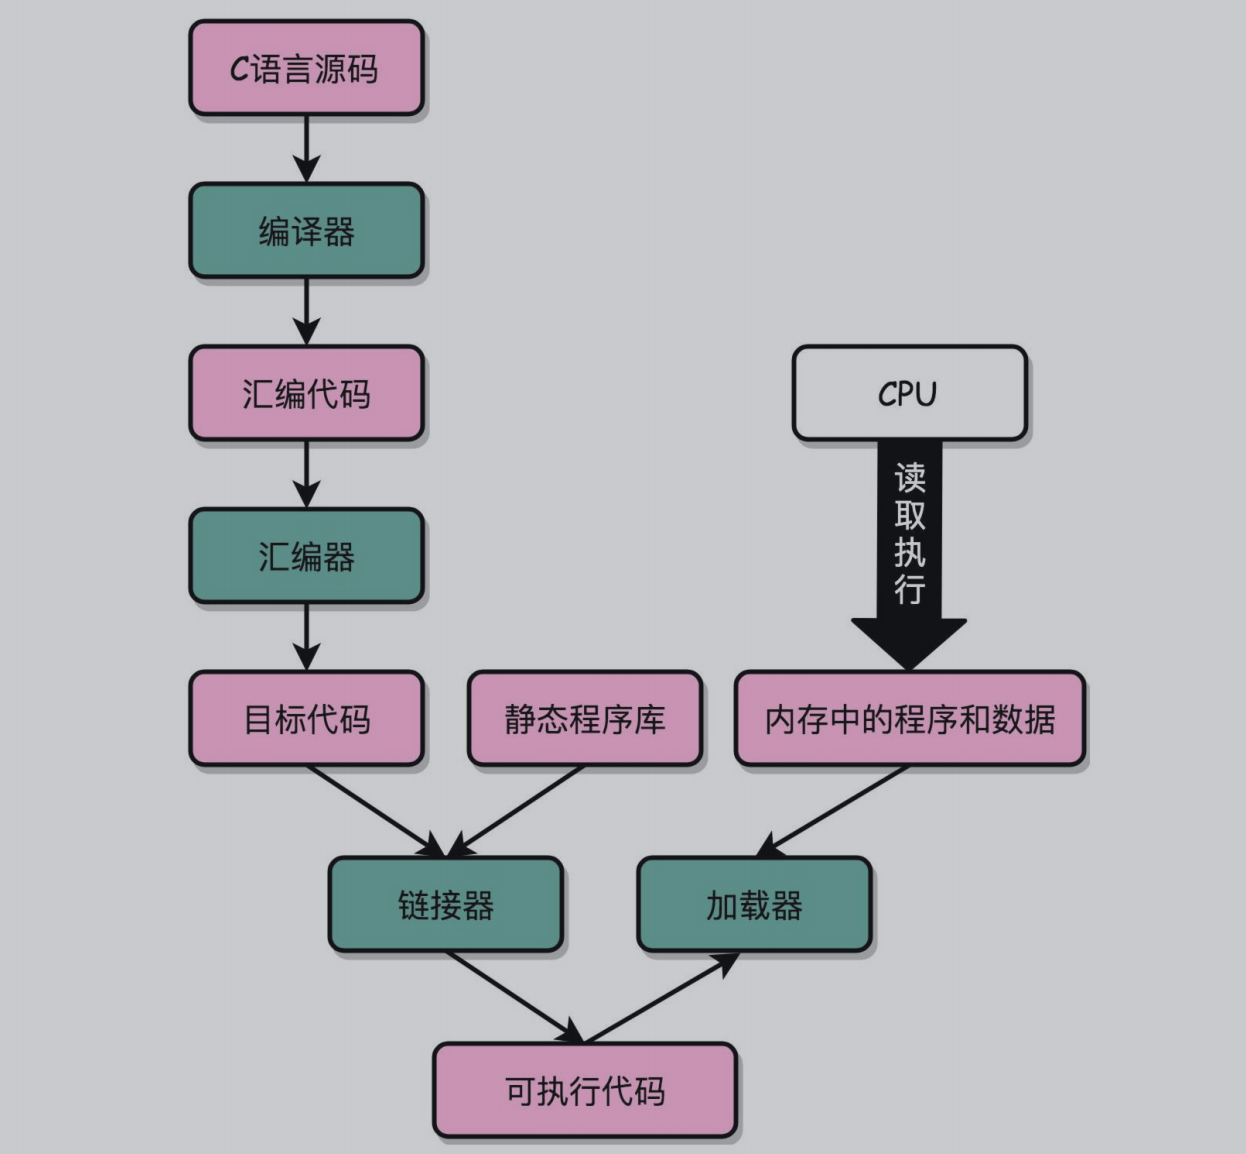 C语言源码
编译器
汇编代码
CPU
读取执行
汇编器
目标代码
静态程序库
内存中的程序和数据
链接器
加载器
可执行代码